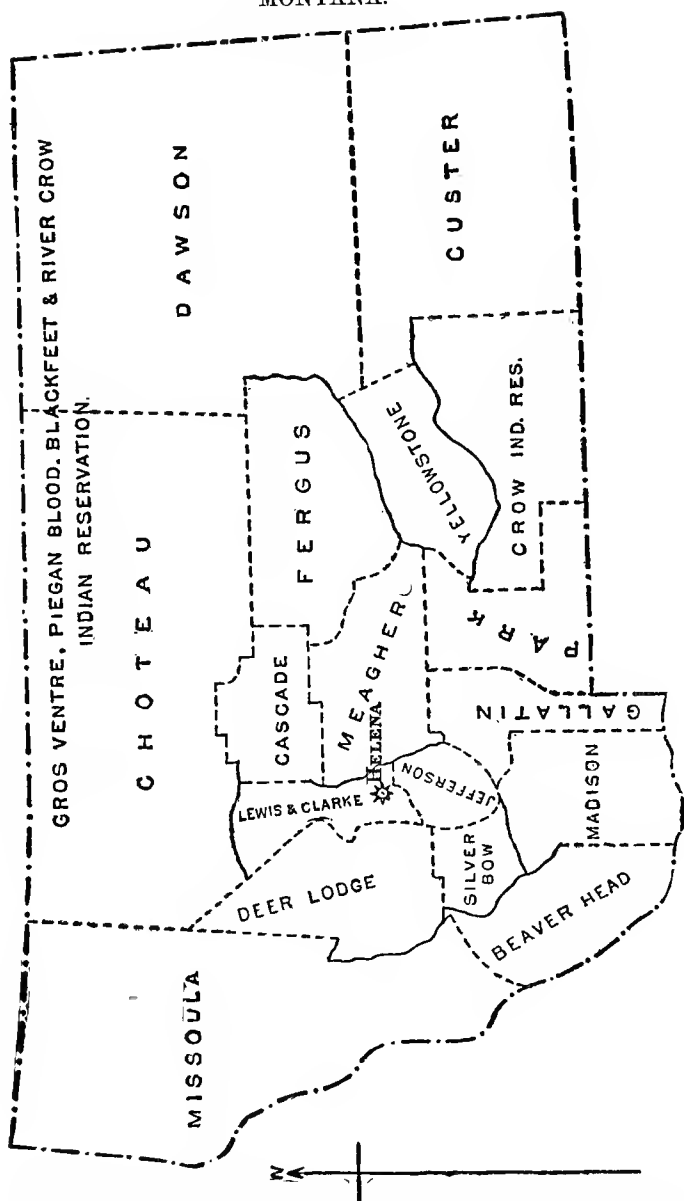 MONTANA.
GROS VENTRE, PIEGAN BLOOD. BLACKFEET & RIVER CROW
INDIAN RESERVATION.
MISSOULA
CHOTEAU
DAWSON
DEER LODGE
LEWIS & CLARKE
CASCADE
FERGUS
HELENA
MEAGHER
YELLOWSTONE
CUSTER
SILVER
BOW
JEFFERSON
GALLATIN
PARK
CROW IND. RES.
BEAVER HEAD
MADISON
N